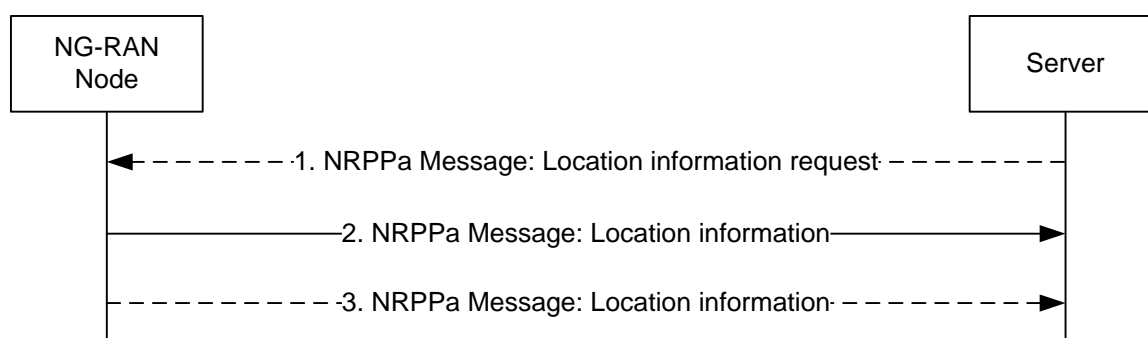 NG-RAN
Node
Server
1. NRPPa Message: Location information request
2. NRPPa Message: Location information
3. NRPPa Message: Location information